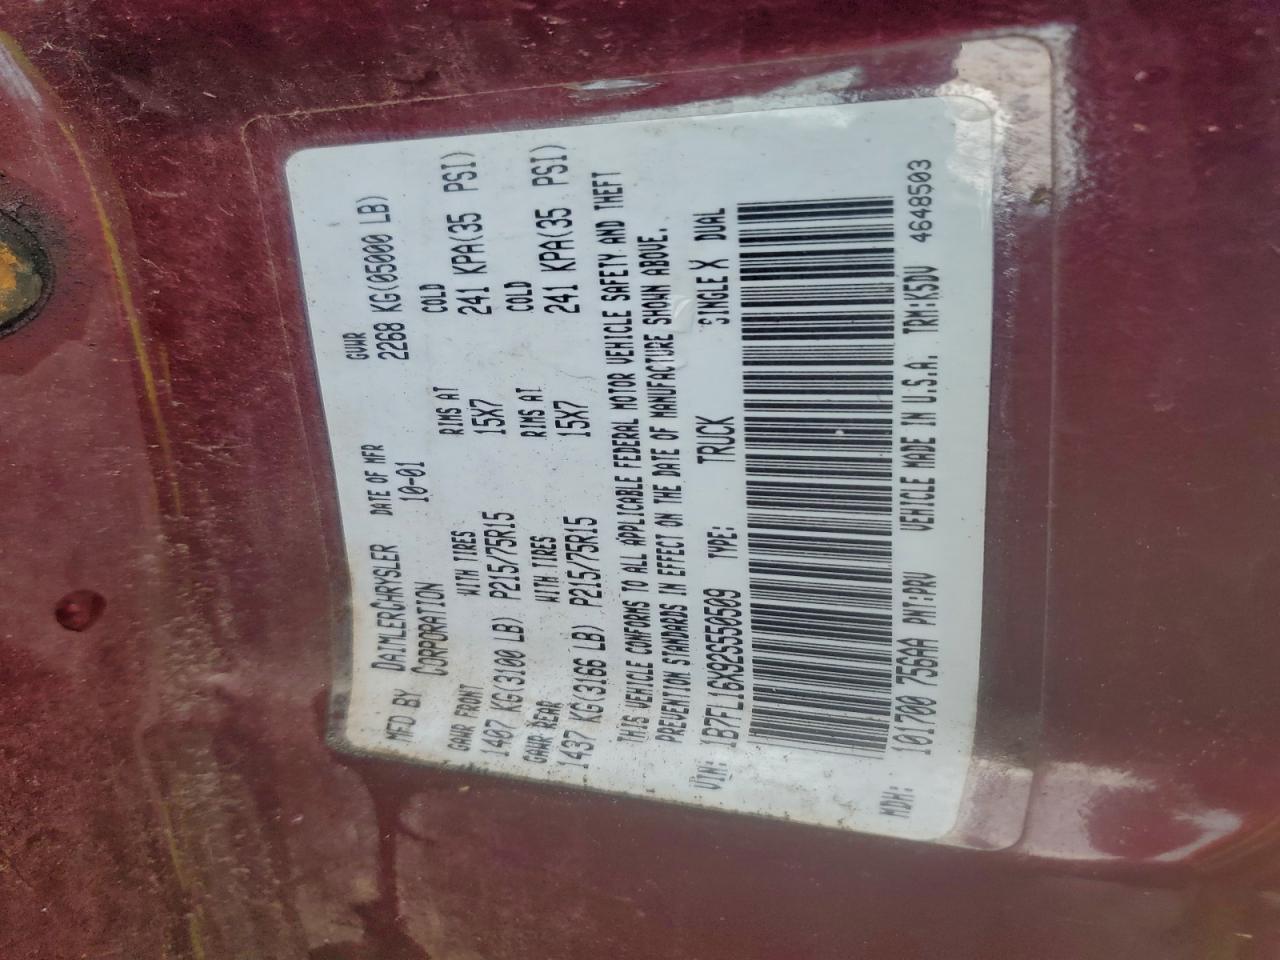 MFD BY DAIMLERCHRYSLER CORPORATION DATE OF MFR 10-01 GVWR 2268 KG(05000 LB)
GAWR FRONT WITH TIRES RIMS AT COLD
1407 KG(3100 LB) P215/75R15 15X7 241 KPA(35 PSI)
GAWR REAR WITH TIRES RIMS AT COLD
1437 KG(3166 LB) P215/75R15 15X7 241 KPA(35 PSI)
THIS VEHICLE CONFORMS TO ALL APPLICABLE FEDERAL MOTOR VEHICLE SAFETY AND THEFT
PREVENTION STANDARDS IN EFFECT ON THE DATE OF MANUFACTURE SHOWN ABOVE.
VIN: 1B7FL16X92S550509 TYPE: TRUCK SINGLE X DUAL
MDH: 101700 756AA PNT:PRV VEHICLE MADE IN U.S.A. TRM:K5DV 4648503